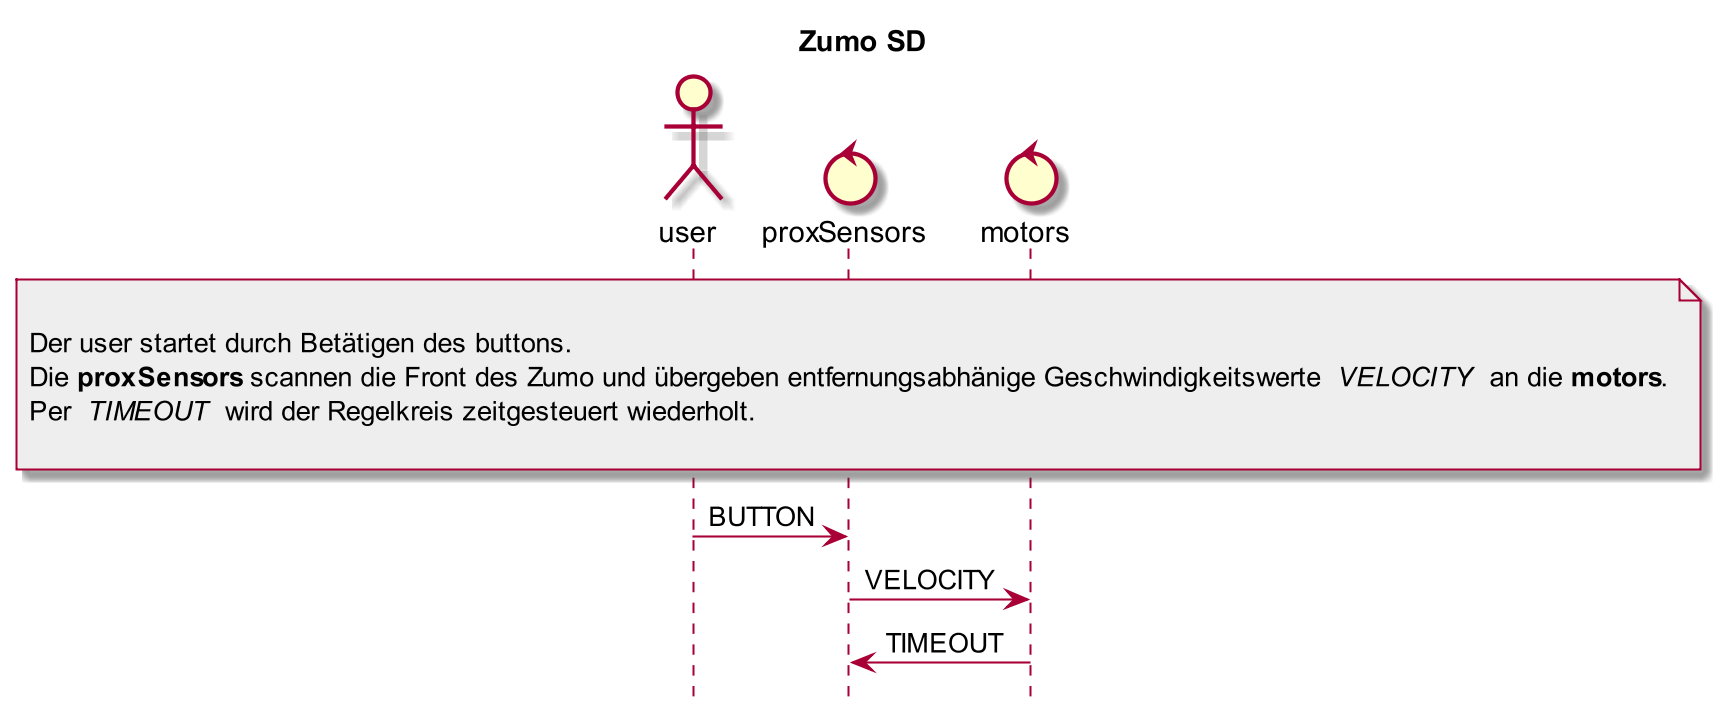 Zumo SD
user proxSensors motors
Der user startet durch Betätigen des buttons.
Die proxSensors scannen die Front des Zumo und übergeben entfernungsabhänige Geschwindigkeitswerte VELOCITY an die motors.
Per TIMEOUT wird der Regelkreis zeitgesteuert wiederholt.
BUTTON
VELOCITY
TIMEOUT